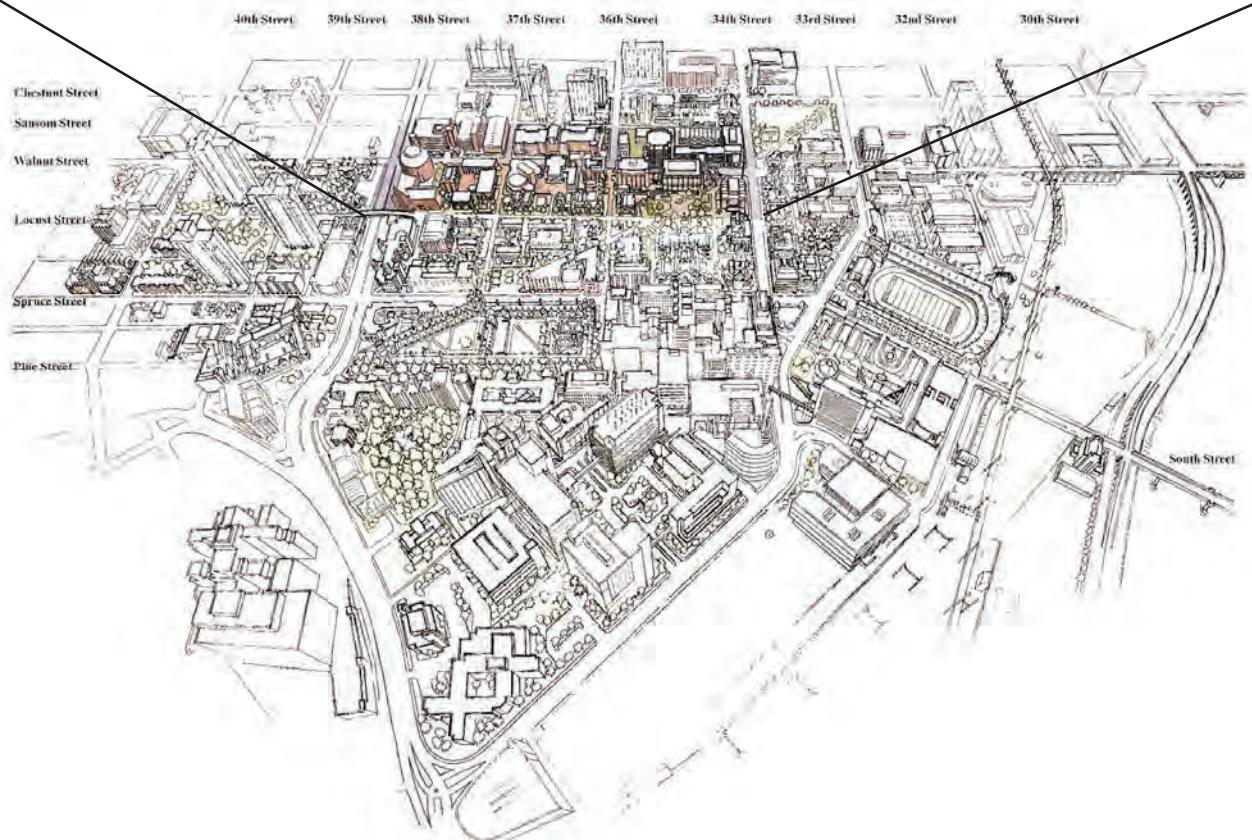 40th Street 39th Street 38th Street 37th Street 36th Street 34th Street 33rd Street 32nd Street 30th Street
Chestnut Street
Sansom Street
Walnut Street
Locust Street
Spruce Street
Pine Street
South Street